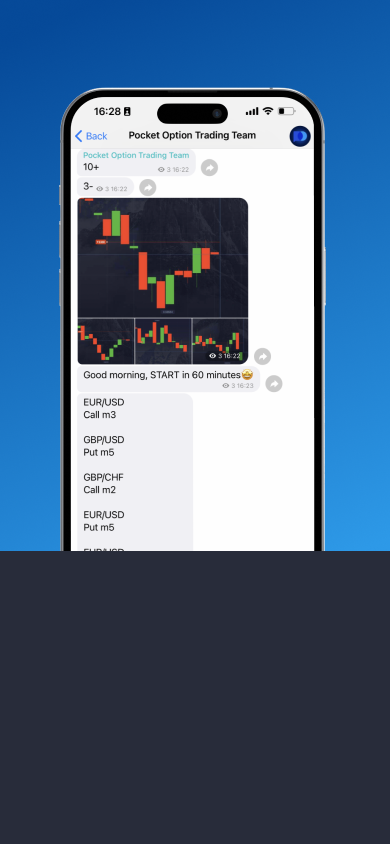 16:28
Back
Pocket Option Trading Team
Pocket Option Trading Team
10+
3 16:22
3-
3 16:22
3 16:22
Good morning, START in 60 minutes🤩
3 16:23
EUR/USD
Call m3
GBP/USD
Put m5
GBP/CHF
Call m2
EUR/USD
Put m5
EUR/USD